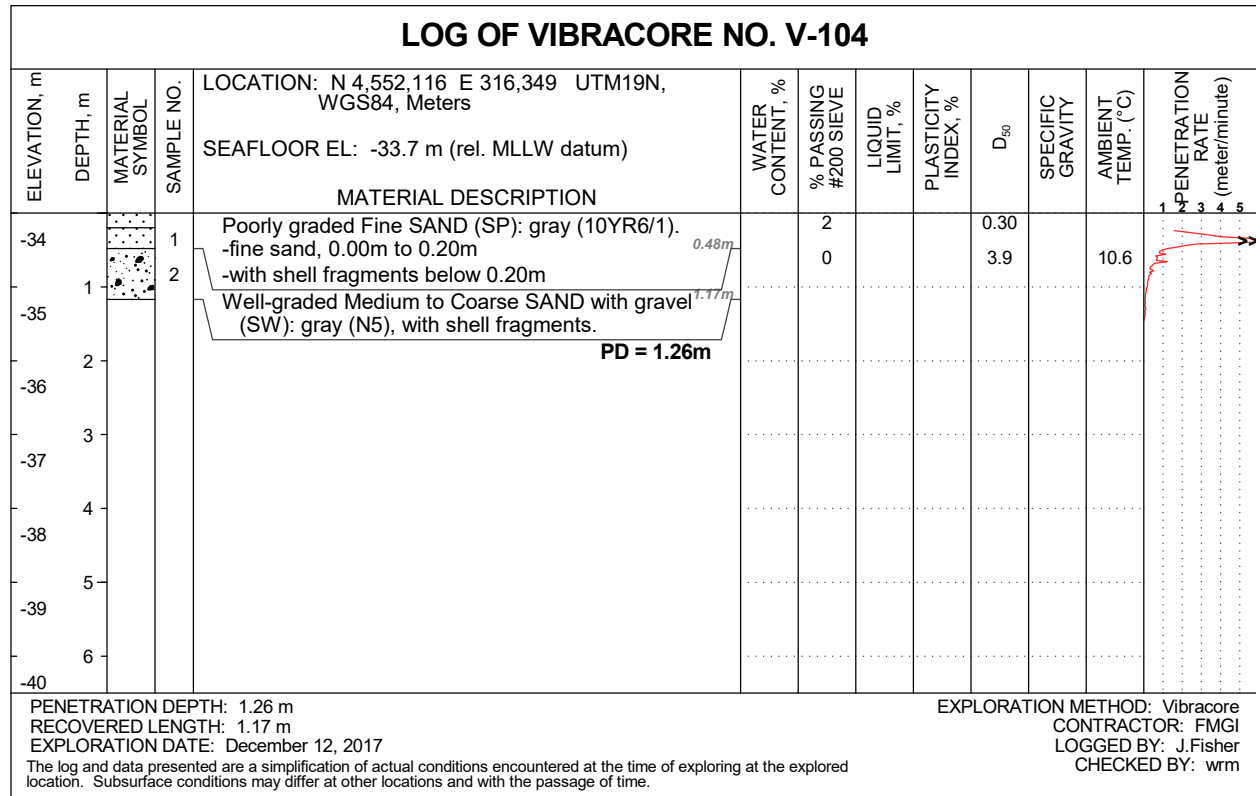 LOG OF VIBRACORE NO. V-104
ELEVATION, m
DEPTH, m
MATERIAL
SYMBOL
SAMPLE NO.
LOCATION: N 4,552,116 E 316,349 UTM19N,
WGS84, Meters
SEAFLOOR EL: -33.7 m (rel. MLLW datum)
MATERIAL DESCRIPTION
WATER
CONTENT, %
% PASSING
#200 SIEVE
LIQUID
LIMIT, %
PLASTICITY
INDEX, %
D50
SPECIFIC
GRAVITY
AMBIENT
TEMP. (°C)
PENETRATION
RATE
(meter/minute)
1 2 3 4 5
Poorly graded Fine SAND (SP): gray (10YR6/1). 2 0.30
-34 1 -fine sand, 0.00m to 0.20m 0.48m
2 -with shell fragments below 0.20m 0 3.9 10.6 >>
1 Well-graded Medium to Coarse SAND with gravel 1.17m
-35 (SW): gray (N5), with shell fragments.
2 PD = 1.26m
-36
3
-37
4
-38
5
-39
6
-40
PENETRATION DEPTH: 1.26 m
RECOVERED LENGTH: 1.17 m
EXPLORATION DATE: December 12, 2017
The log and data presented are a simplification of actual conditions encountered at the time of exploring at the explored
location. Subsurface conditions may differ at other locations and with the passage of time.
EXPLORATION METHOD: Vibracore
CONTRACTOR: FMGI
LOGGED BY: J.Fisher
CHECKED BY: wrm